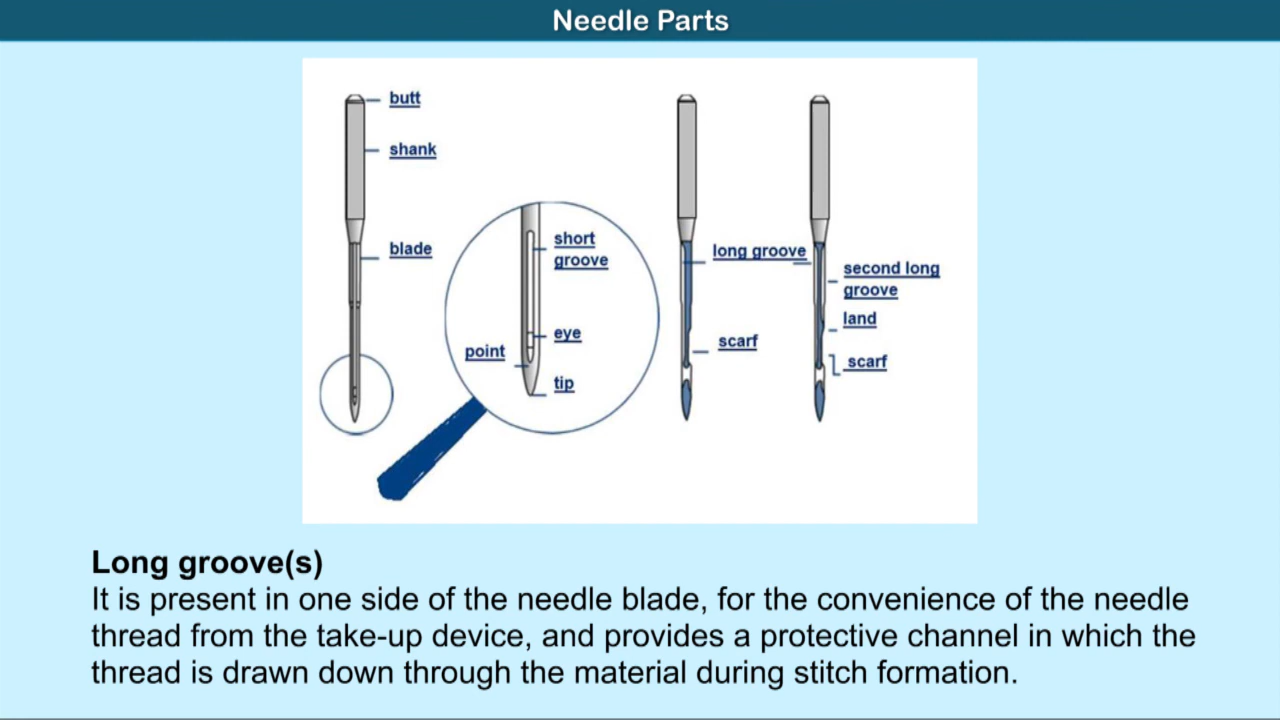 Needle Parts
butt
shank
blade
short
groove
eye
point
tip
long groove
scarf
second long
groove
land
scarf
Long groove(s)
It is present in one side of the needle blade, for the convenience of the needle
thread from the take-up device, and provides a protective channel in which the
thread is drawn down through the material during stitch formation.